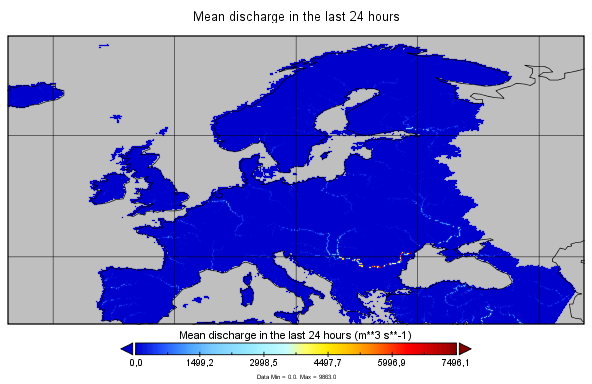 Mean discharge in the last 24 hours
Mean discharge in the last 24 hours (m**3 s**-1)
0,0 1499,2 2998,5 4497,7 5996,9 7496,1
Data Min = 0.0, Max = 9863.0